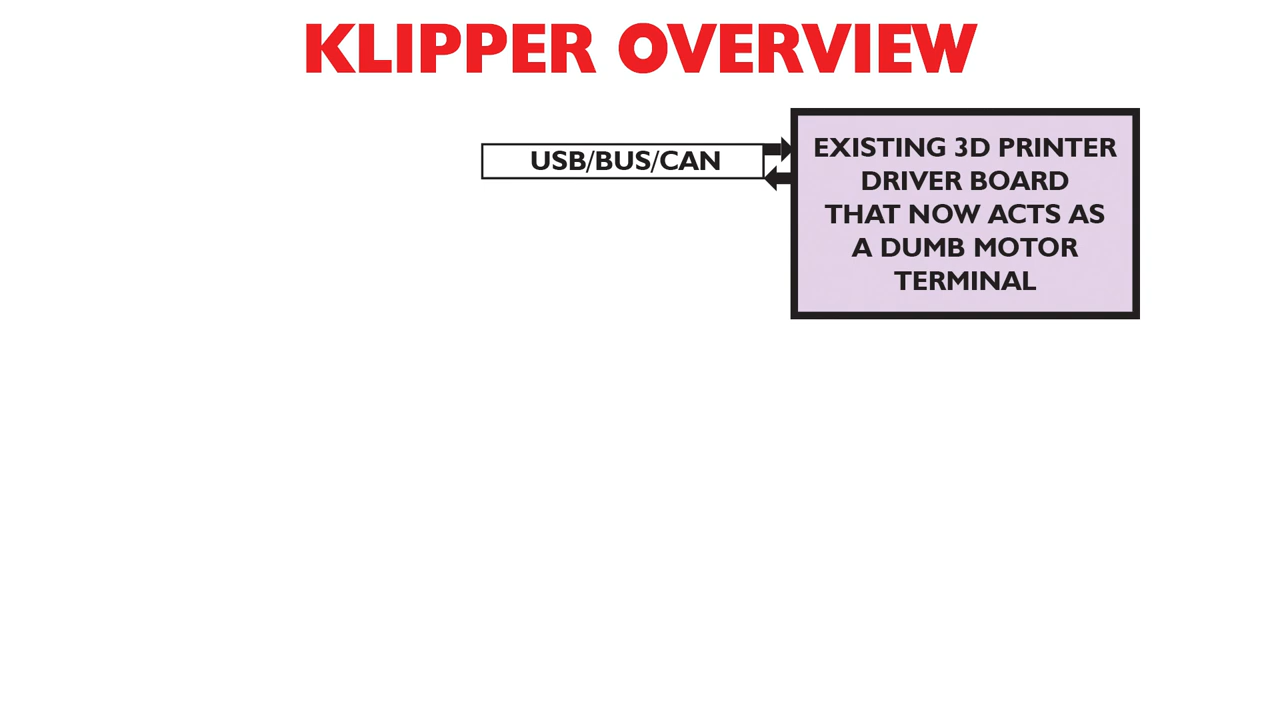 KLIPPER OVERVIEW
USB/BUS/CAN
EXISTING 3D PRINTER
DRIVER BOARD
THAT NOW ACTS AS
A DUMB MOTOR
TERMINAL